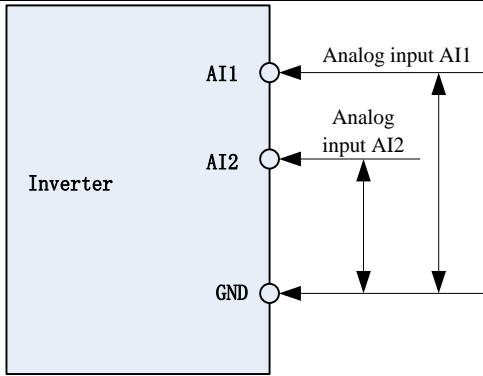 AI1
Analog input AI1
AI2
Analog
input AI2
Inverter
GND